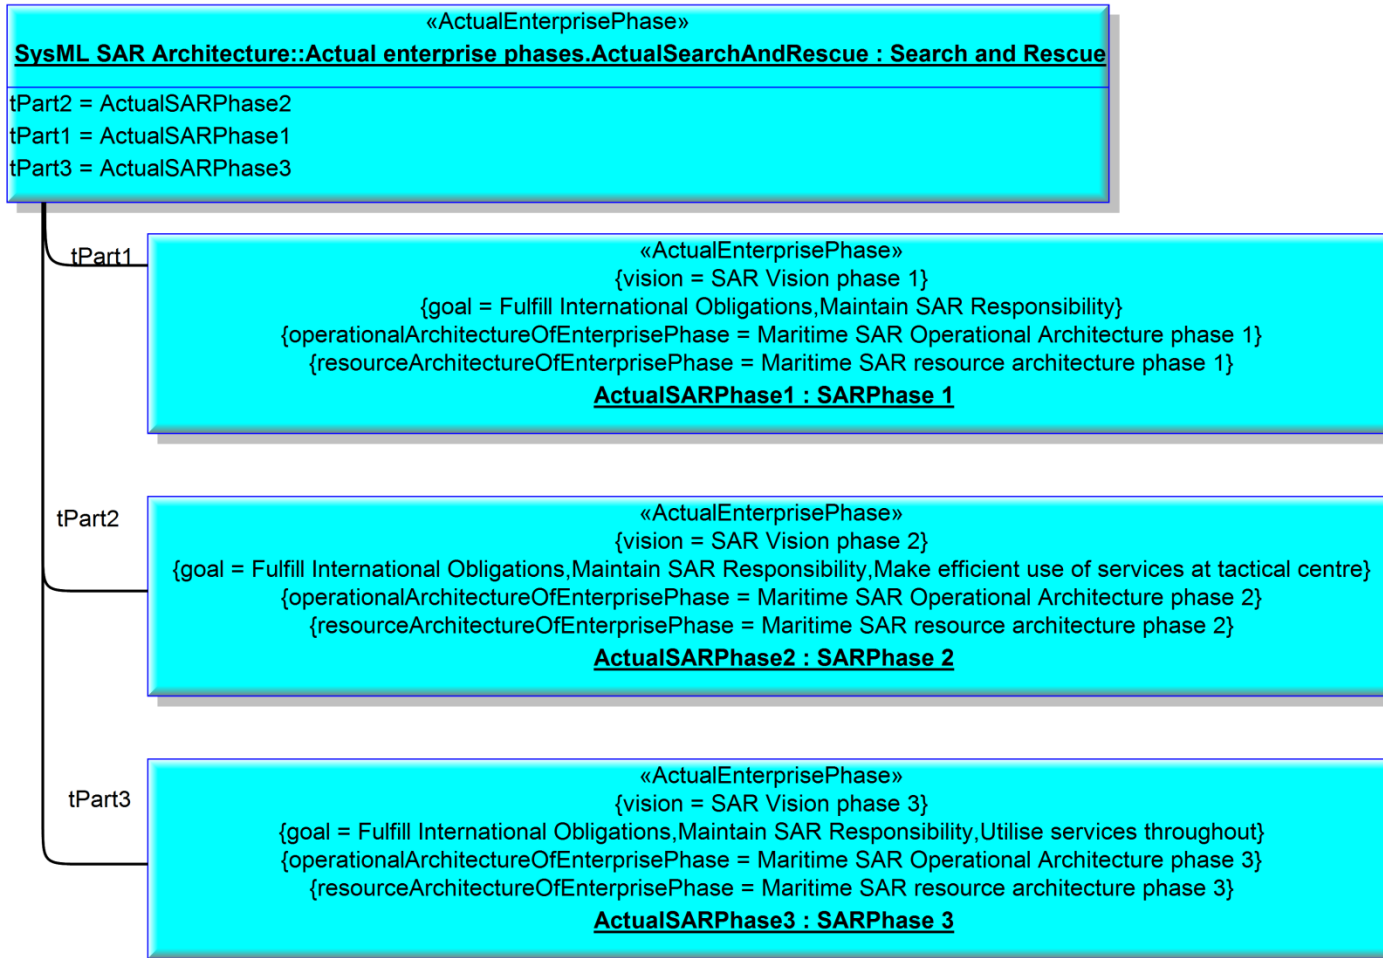 «ActualEnterprisePhase»
SysML SAR Architecture::Actual enterprise phases.ActualSearchAndRescue : Search and Rescue
tPart2 = ActualSARPhase2
tPart1 = ActualSARPhase1
tPart3 = ActualSARPhase3
tPart1
«ActualEnterprisePhase»
{vision = SAR Vision phase 1}
{goal = Fulfill International Obligations,Maintain SAR Responsibility}
{operationalArchitectureOfEnterprisePhase = Maritime SAR Operational Architecture phase 1}
{resourceArchitectureOfEnterprisePhase = Maritime SAR resource architecture phase 1}
ActualSARPhase1 : SARPhase 1
tPart2
«ActualEnterprisePhase»
{vision = SAR Vision phase 2}
{goal = Fulfill International Obligations,Maintain SAR Responsibility,Make efficient use of services at tactical centre}
{operationalArchitectureOfEnterprisePhase = Maritime SAR Operational Architecture phase 2}
{resourceArchitectureOfEnterprisePhase = Maritime SAR resource architecture phase 2}
ActualSARPhase2 : SARPhase 2
tPart3
«ActualEnterprisePhase»
{vision = SAR Vision phase 3}
{goal = Fulfill International Obligations,Maintain SAR Responsibility,Utilise services throughout}
{operationalArchitectureOfEnterprisePhase = Maritime SAR Operational Architecture phase 3}
{resourceArchitectureOfEnterprisePhase = Maritime SAR resource architecture phase 3}
ActualSARPhase3 : SARPhase 3